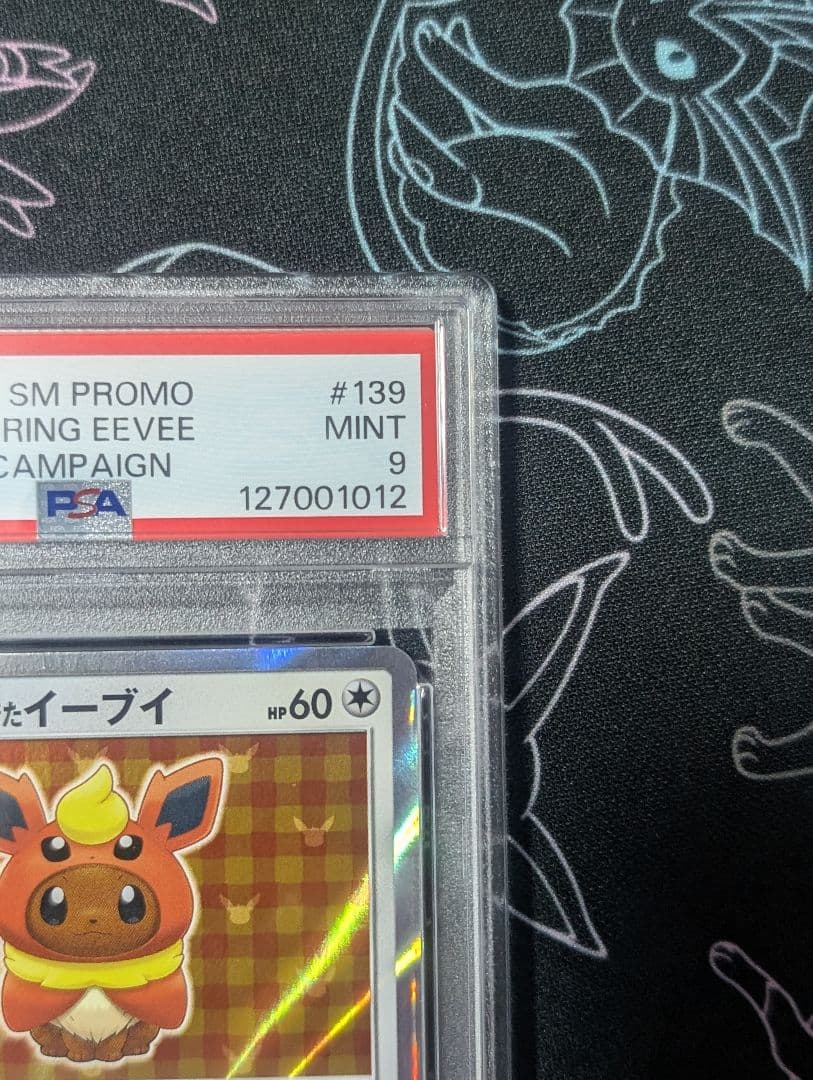 SM PROMO #139
RING EEVEE MINT
CAMPAIGN 9
PSA 127001012
たイーブイ HP60